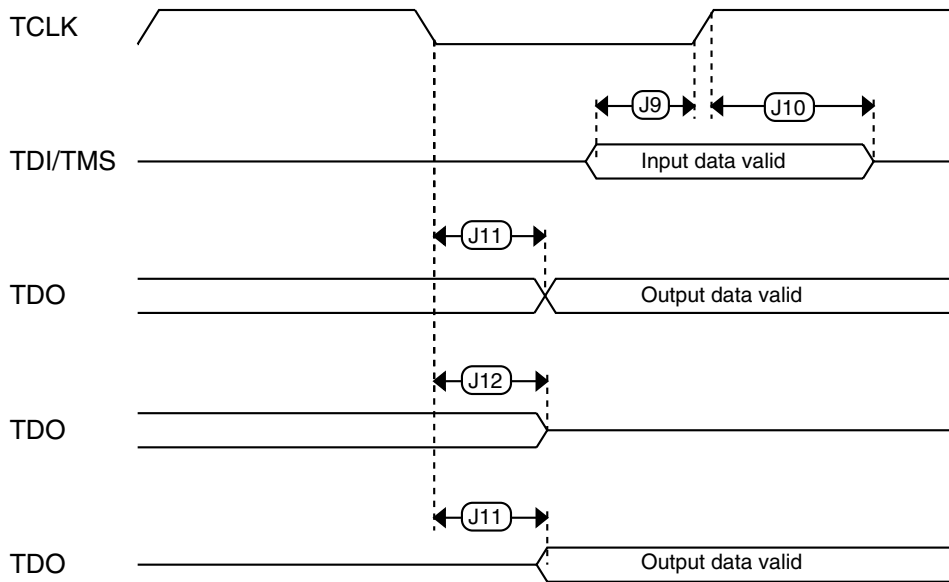 TCLK
J9
J10
TDI/TMS
Input data valid
J11
TDO
Output data valid
J12
TDO
J11
TDO
Output data valid